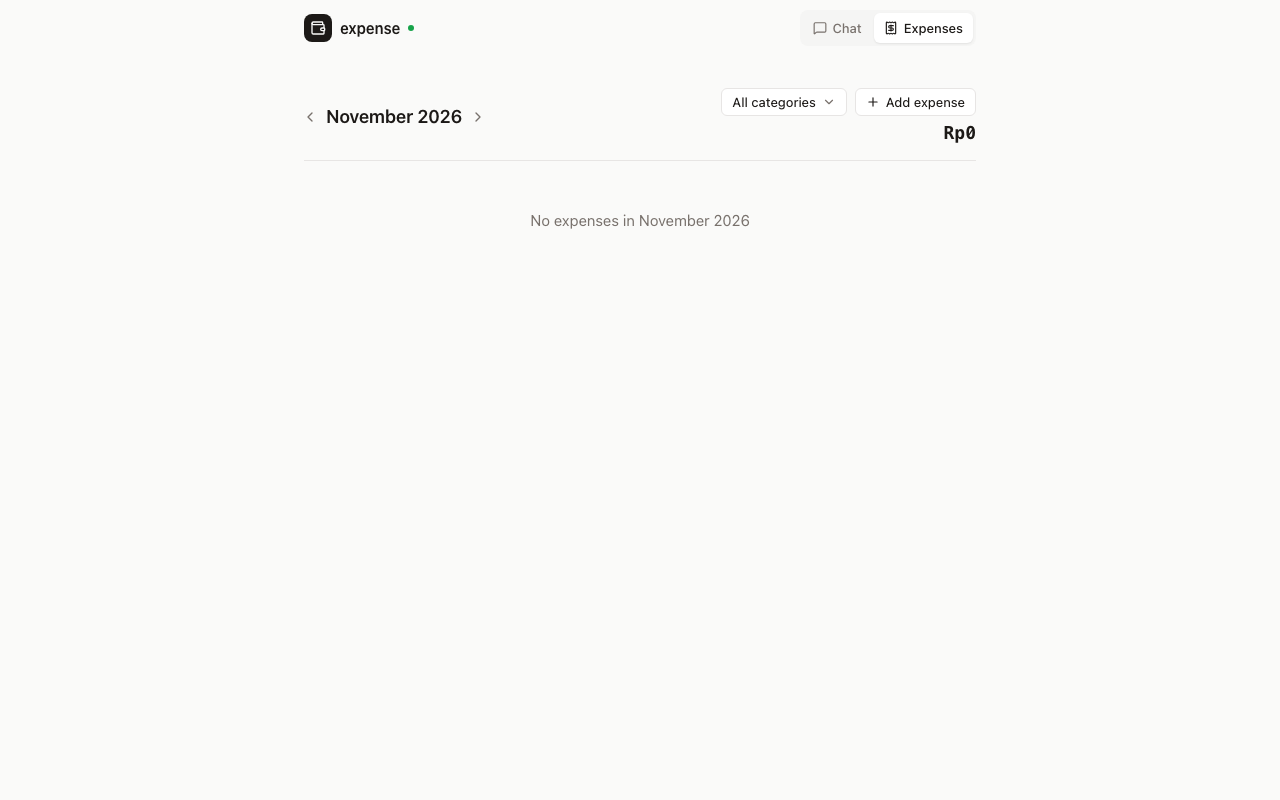 expense
Chat
Expenses
November 2026
All categories
Add expense
Rp0
No expenses in November 2026